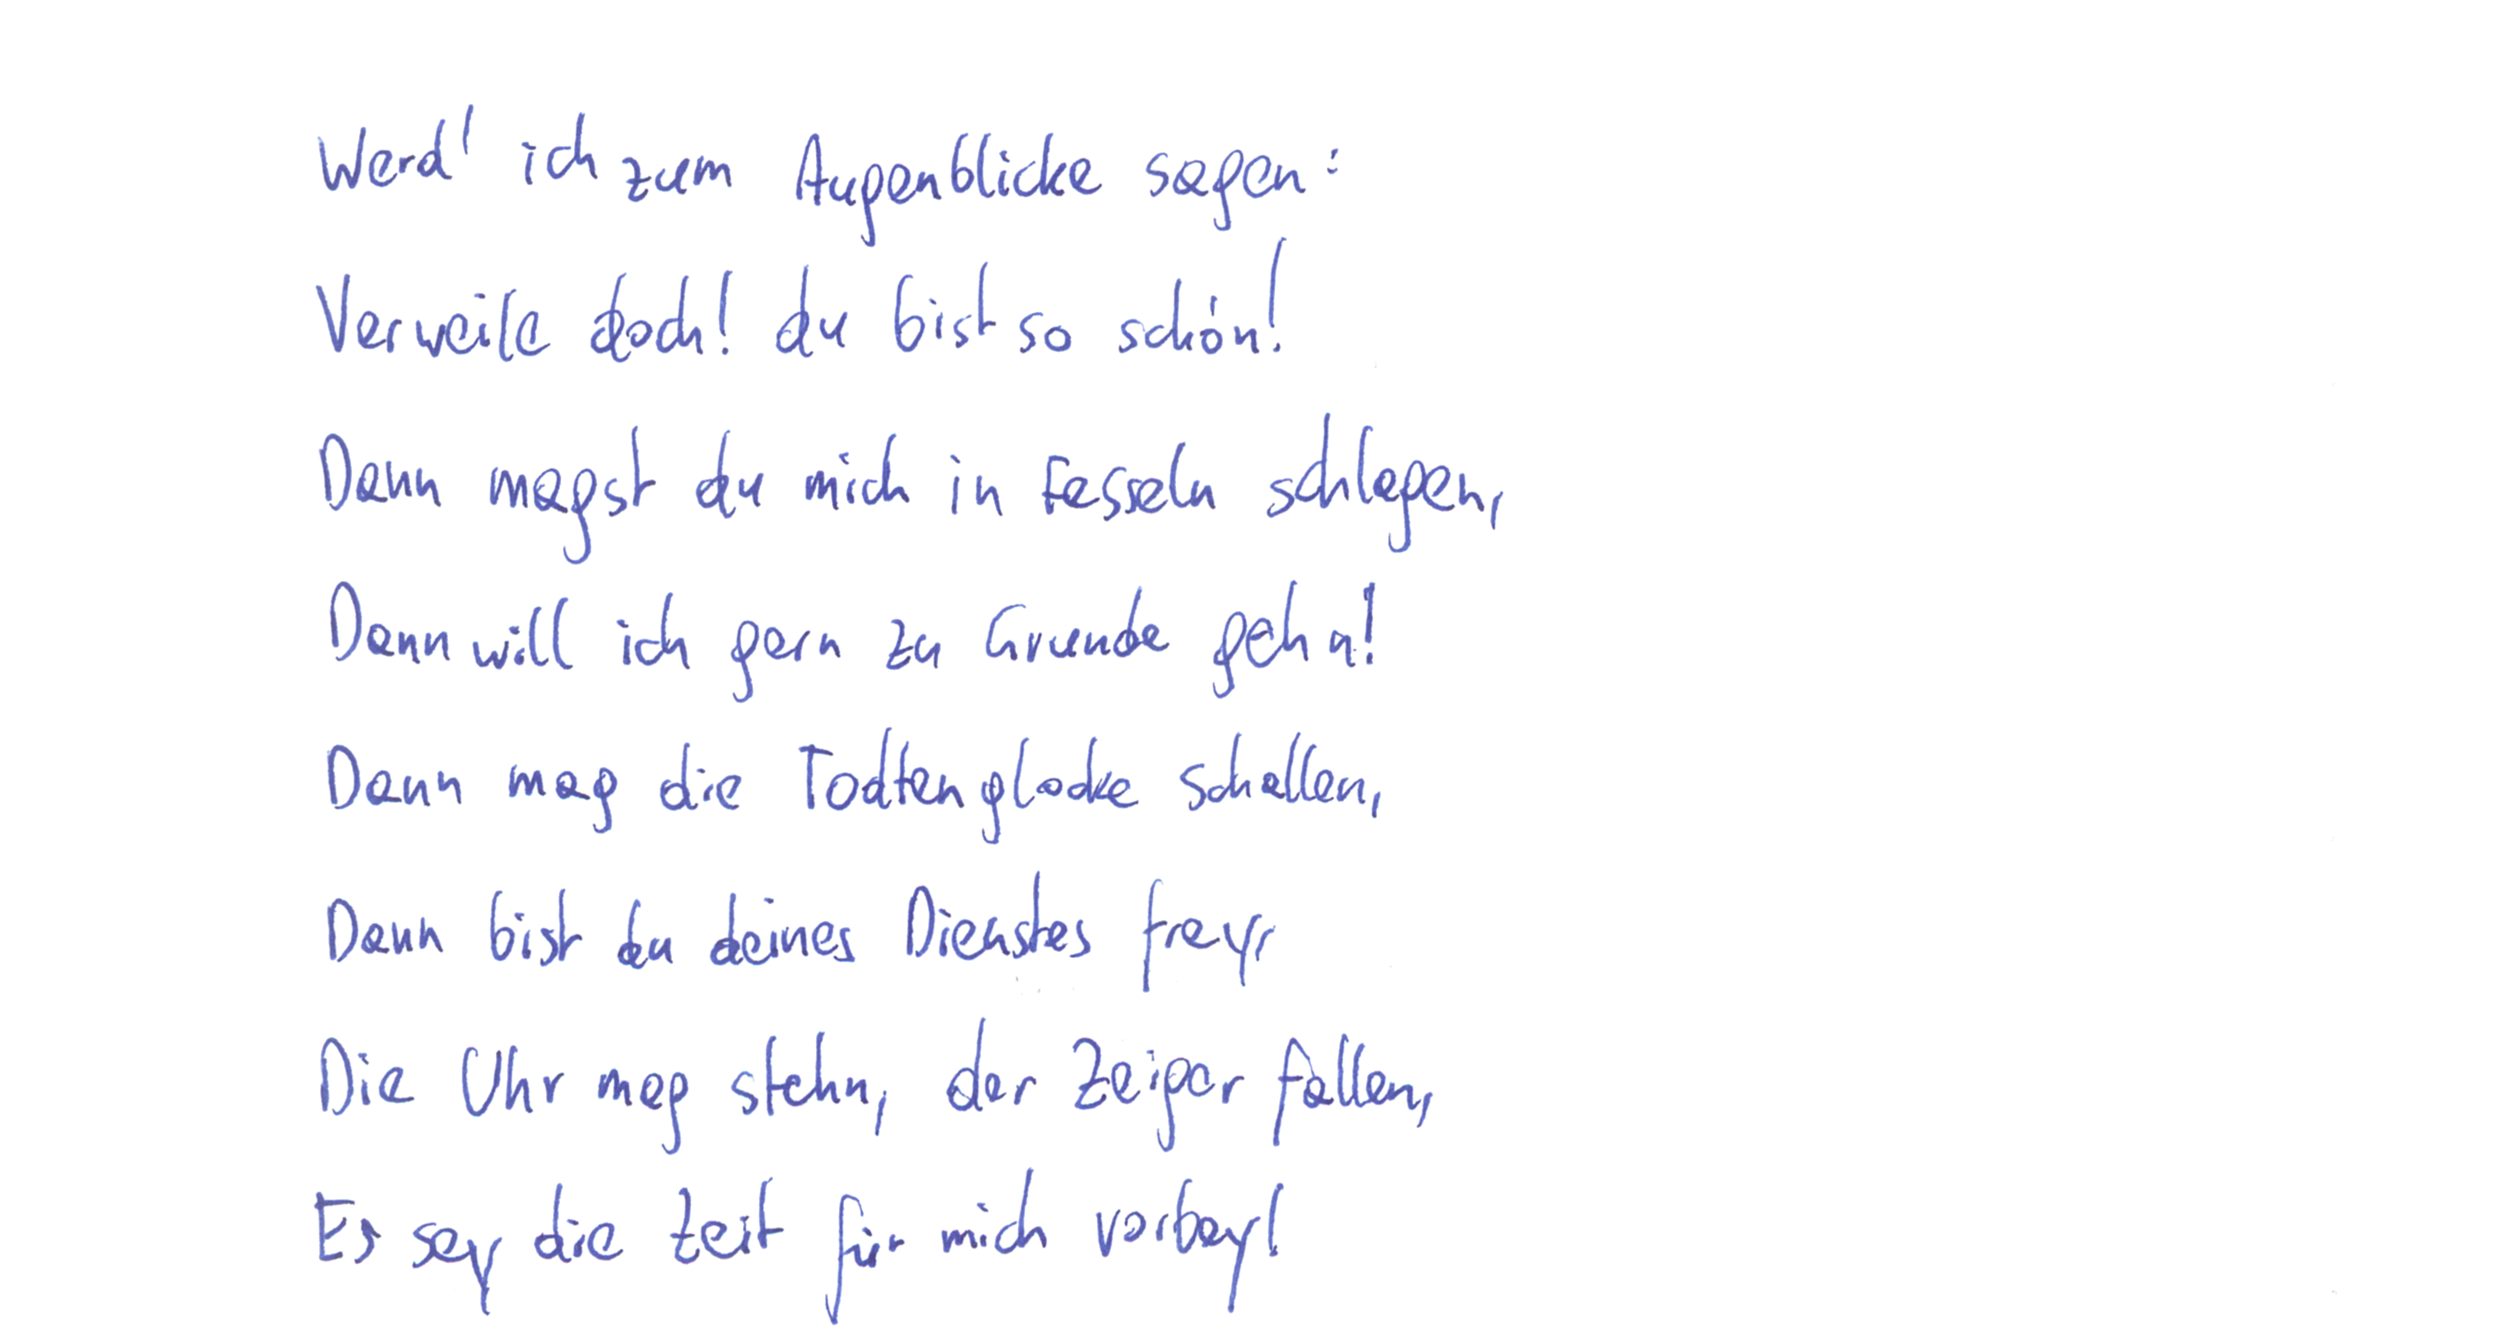 Werd' ich zum Augenblicke sagen:
Verweile doch! du bist so schön!
Dann magst du mich in Fesseln schlagen,
Dann will ich gern zu Grunde gehn!
Dann mag die Todtenglocke schallen,
Dann bist du deines Dienstes frey,
Die Uhr mag stehn, der Zeiger fallen,
Es sey die Zeit für mich vorbey!